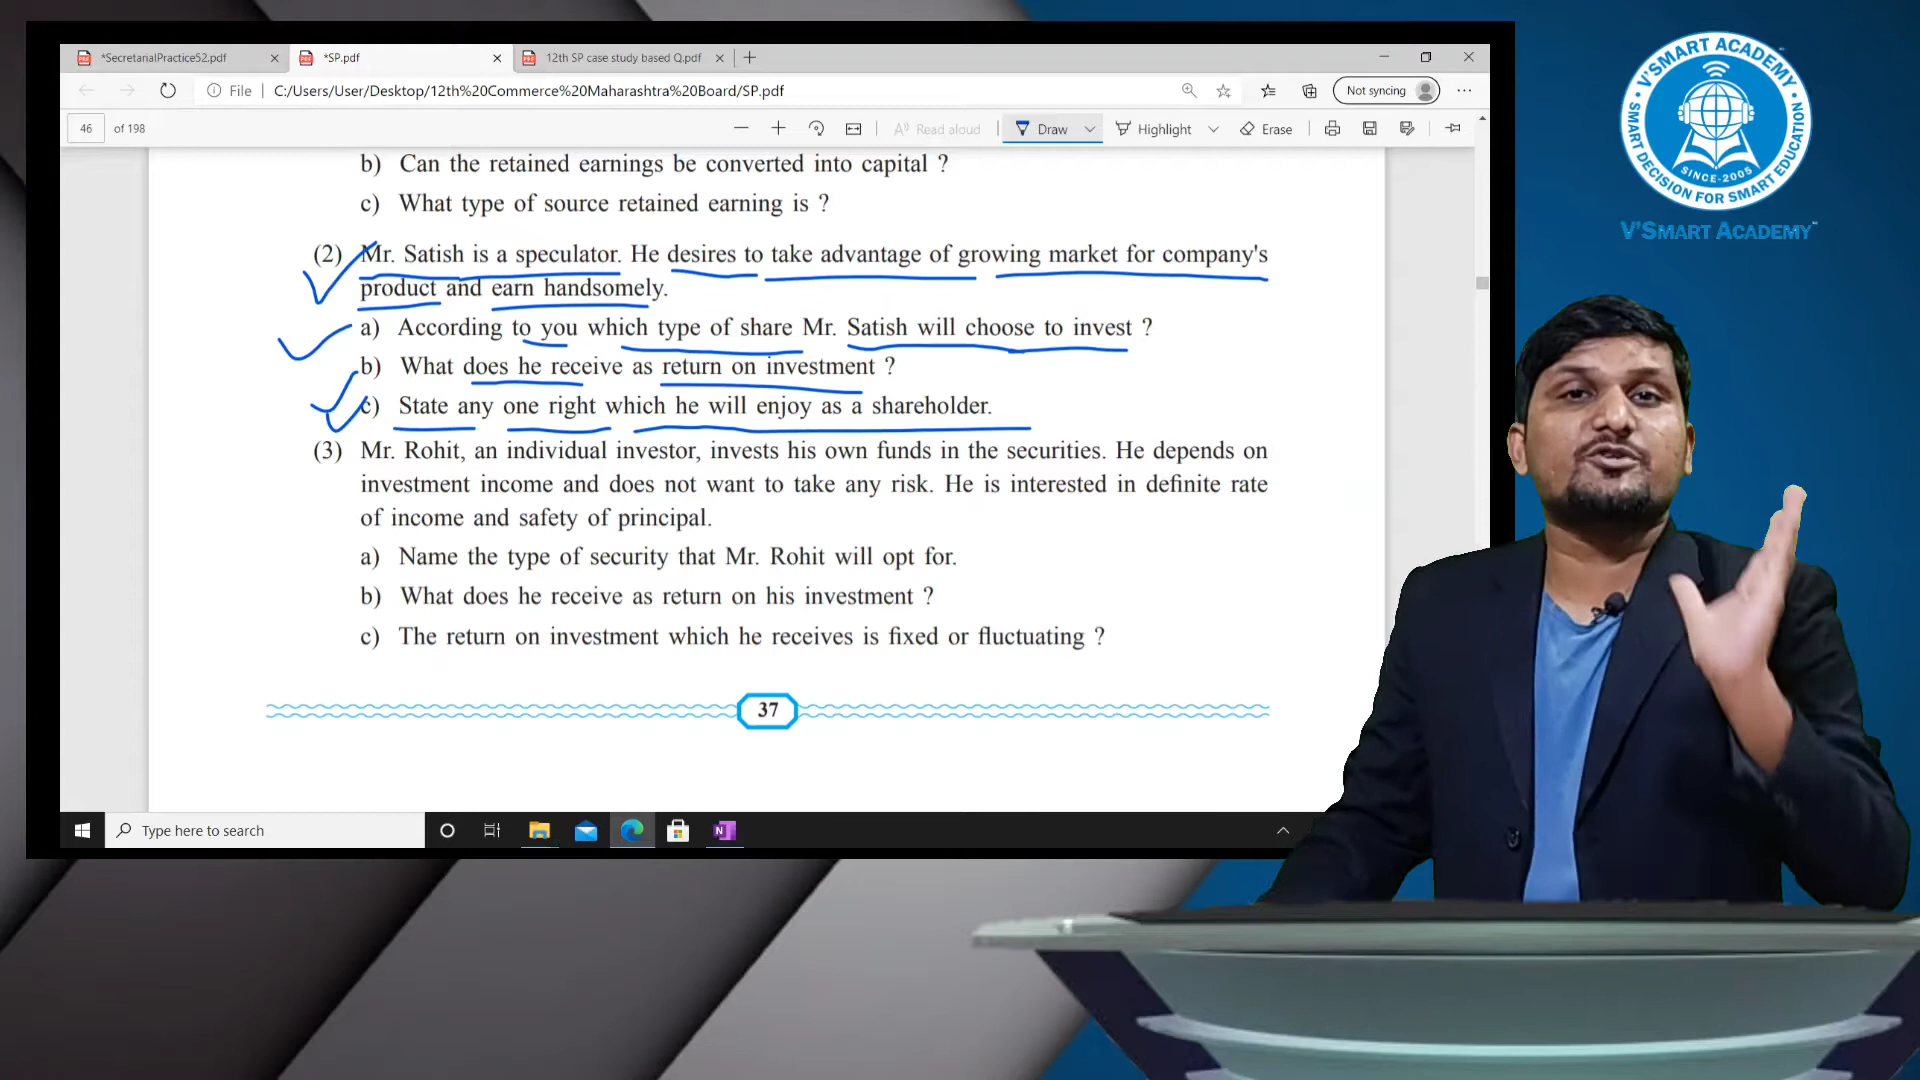 *SecretarialPractice52.pdf
*SP.pdf
12th SP case study based Q.pdf
File
C:/Users/User/Desktop/12th%20Commerce%20Maharashtra%20Board/SP.pdf
Not syncing
46 of 198
Read aloud
Draw
Highlight
Erase
b) Can the retained earnings be converted into capital ?
c) What type of source retained earning is ?
(2) Mr. Satish is a speculator. He desires to take advantage of growing market for company's
product and earn handsomely.
a) According to you which type of share Mr. Satish will choose to invest ?
b) What does he receive as return on investment ?
c) State any one right which he will enjoy as a shareholder.
(3) Mr. Rohit, an individual investor, invests his own funds in the securities. He depends on
investment income and does not want to take any risk. He is interested in definite rate
of income and safety of principal.
a) Name the type of security that Mr. Rohit will opt for.
b) What does he receive as return on his investment ?
c) The return on investment which he receives is fixed or fluctuating ?
37
Type here to search
V'SMART ACADEMY
SINCE-2005
SMART DECISION FOR SMART EDUCATION
V'SMART ACADEMY